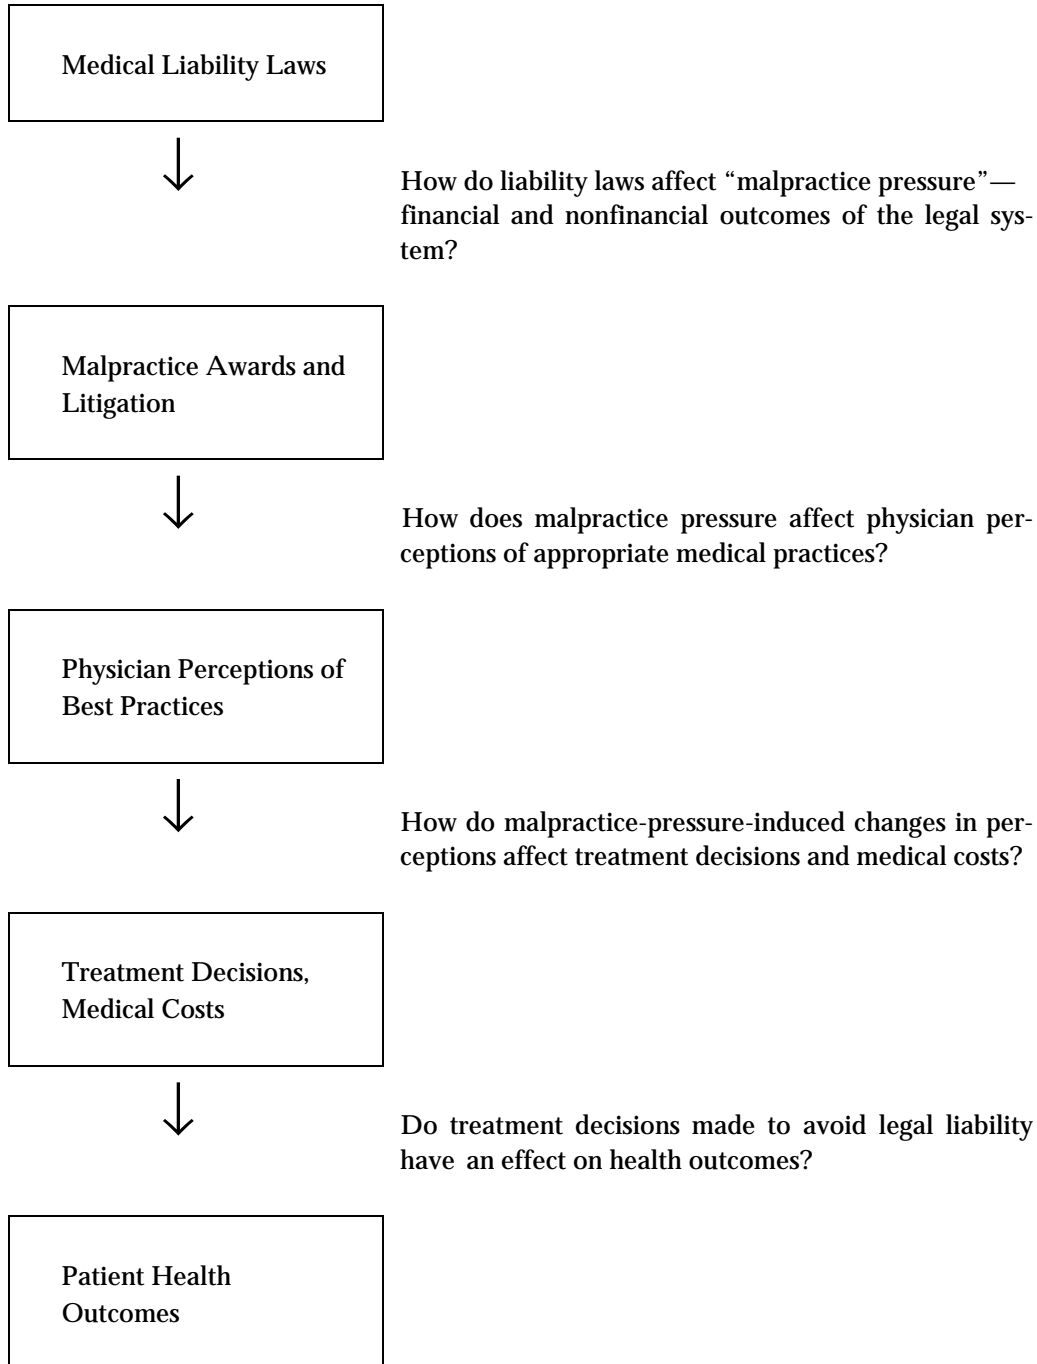 Medical Liability Laws
How do liability laws affect “malpractice pressure”—
financial and nonfinancial outcomes of the legal sys-
tem?
Malpractice Awards and
Litigation
How does malpractice pressure affect physician per-
ceptions of appropriate medical practices?
Physician Perceptions of
Best Practices
How do malpractice-pressure-induced changes in per-
ceptions affect treatment decisions and medical costs?
Treatment Decisions,
Medical Costs
Do treatment decisions made to avoid legal liability
have an effect on health outcomes?
Patient Health
Outcomes